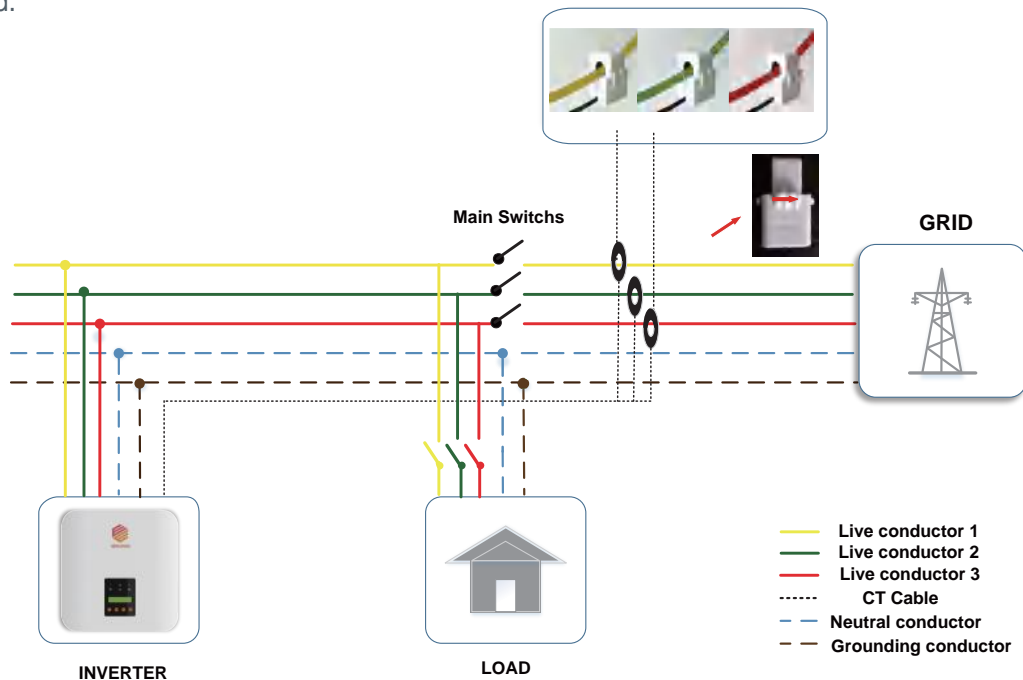 d.
Main Switchs
GRID
Live conductor 1
Live conductor 2
Live conductor 3
CT Cable
Neutral conductor
Grounding conductor
INVERTER
LOAD